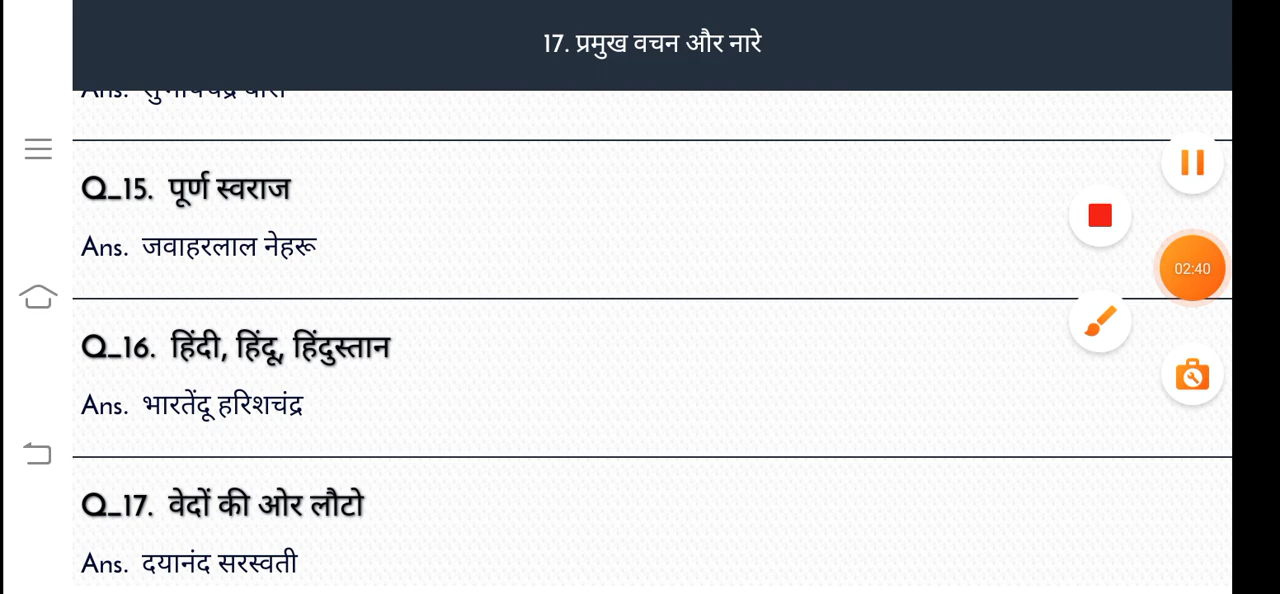 17. प्रमुख वचन और नारे
Q_15. पूर्ण स्वराज
Ans. जवाहरलाल नेहरू
Q_16. हिंदी, हिंदू, हिंदुस्तान
Ans. भारतेंदू हरिशचंद्र
02:40
Q_17. वेदों की ओर लौटो
Ans. दयानंद सरस्वती